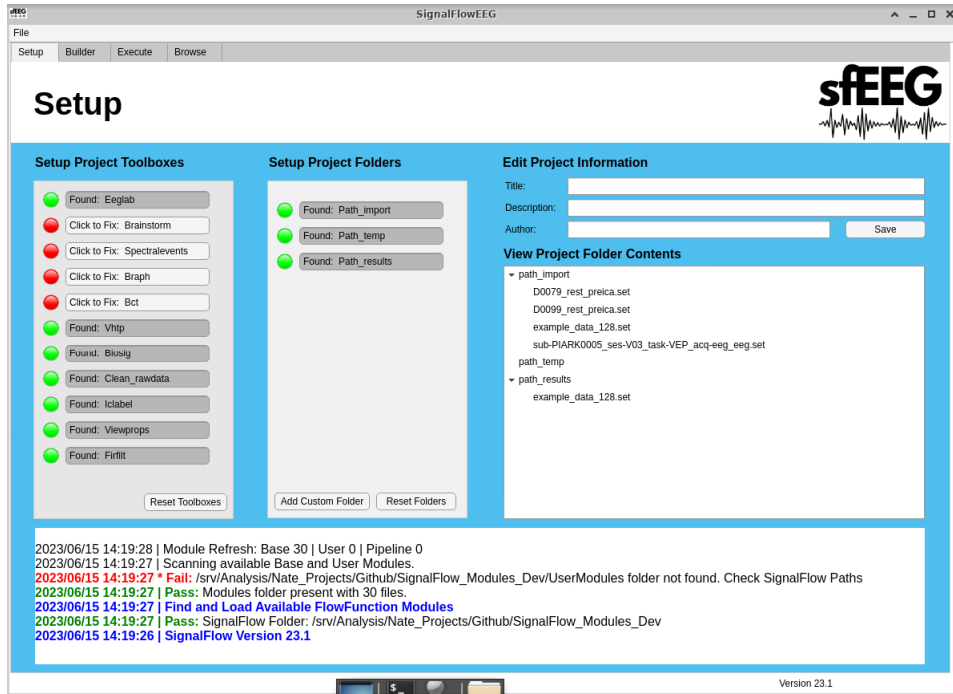 sfEEG
SignalFlowEEG
File
Setup Builder Execute Browse
Setup
sfEEG
Setup Project Toolboxes
Found: Eeglab
Click to Fix: Brainstorm
Click to Fix: Spectralevents
Click to Fix: Braph
Click to Fix: Bct
Found: Vhtp
Found: Biosig
Found: Clean_rawdata
Found: Iclabel
Found: Viewprops
Found: Firfilt
Reset Toolboxes
Setup Project Folders
Found: Path_import
Found: Path_temp
Found: Path_results
Add Custom Folder Reset Folders
Edit Project Information
Title:
Description:
Author:
Save
View Project Folder Contents
path_import
D0079_rest_preica.set
D0099_rest_preica.set
example_data_128.set
sub-PIARK0005_ses-V03_task-VEP_acq-eeg_eeg.set
path_temp
path_results
example_data_128.set
2023/06/15 14:19:28 | Module Refresh: Base 30 | User 0 | Pipeline 0
2023/06/15 14:19:27 | Scanning available Base and User Modules.
2023/06/15 14:19:27 * Fail: /srv/Analysis/Nate_Projects/Github/SignalFlow_Modules_Dev/UserModules folder not found. Check SignalFlow Paths
2023/06/15 14:19:27 | Pass: Modules folder present with 30 files.
2023/06/15 14:19:27 | Find and Load Available FlowFunction Modules
2023/06/15 14:19:27 | Pass: SignalFlow Folder: /srv/Analysis/Nate_Projects/Github/SignalFlow_Modules_Dev
2023/06/15 14:19:26 | SignalFlow Version 23.1
$_
Version 23.1